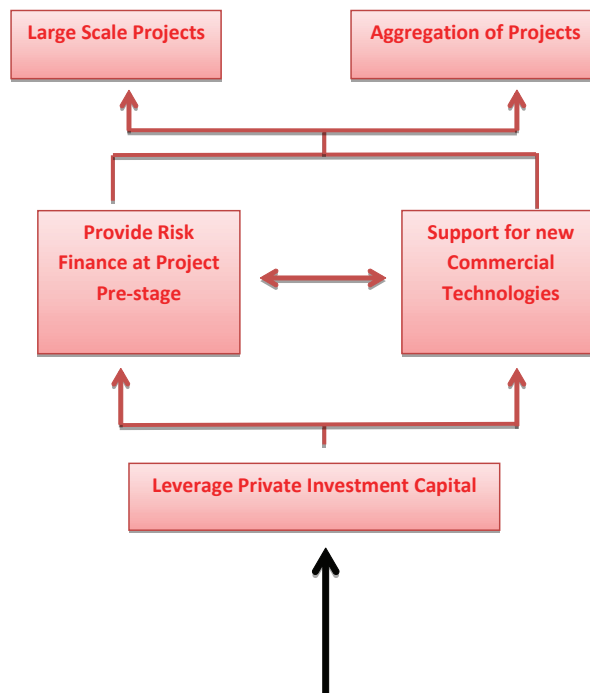 Large Scale Projects
Aggregation of Projects
Provide Risk
Finance at Project
Pre-stage
Support for new
Commercial
Technologies
Leverage Private Investment Capital